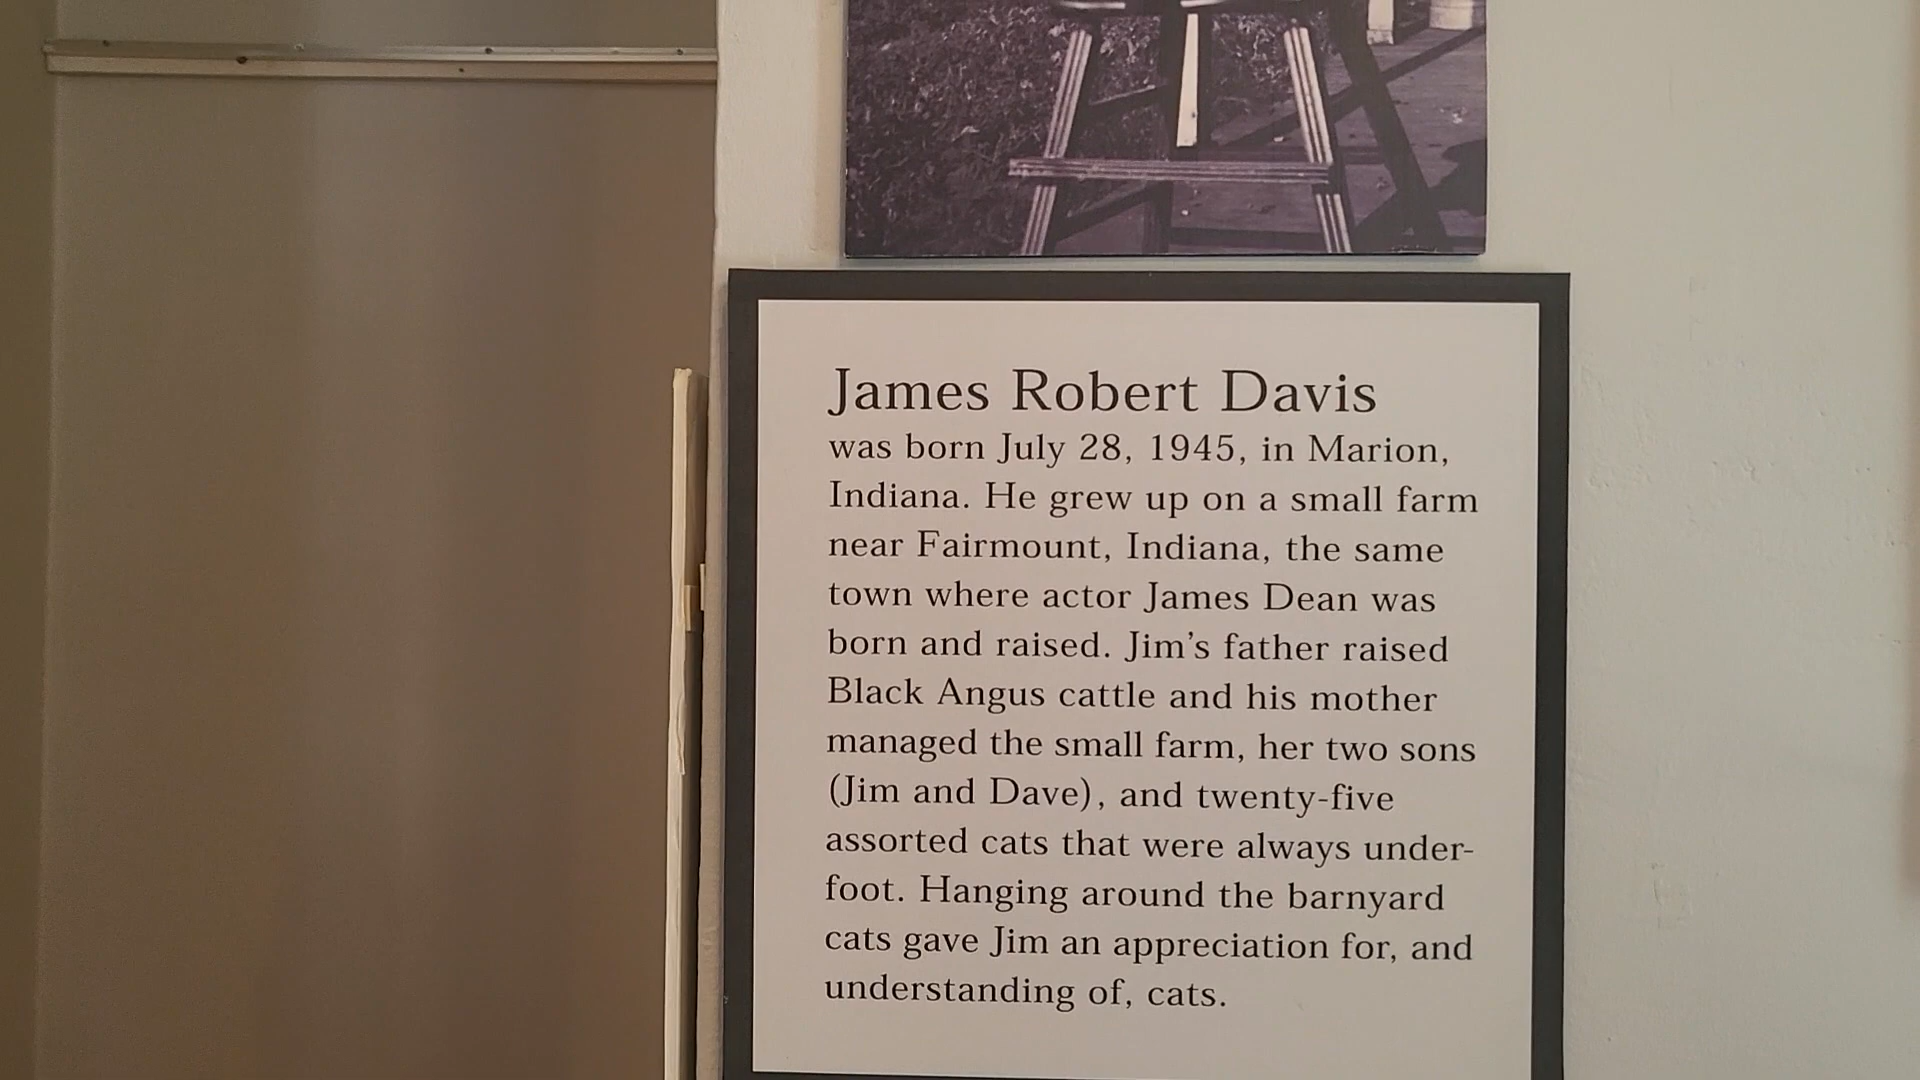 James Robert Davis
was born July 28, 1945, in Marion,
Indiana. He grew up on a small farm
near Fairmount, Indiana, the same
town where actor James Dean was
born and raised. Jim's father raised
Black Angus cattle and his mother
managed the small farm, her two sons
(Jim and Dave), and twenty-five
assorted cats that were always under-
foot. Hanging around the barnyard
cats gave Jim an appreciation for, and
understanding of, cats.